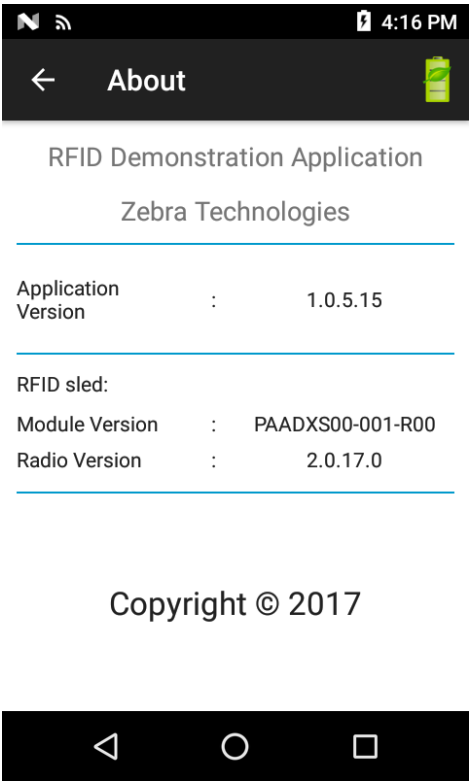 4:16 PM
About
RFID Demonstration Application
Zebra Technologies
Application
Version : 1.0.5.15
RFID sled:
Module Version : PAADXS00-001-R00
Radio Version : 2.0.17.0
Copyright © 2017